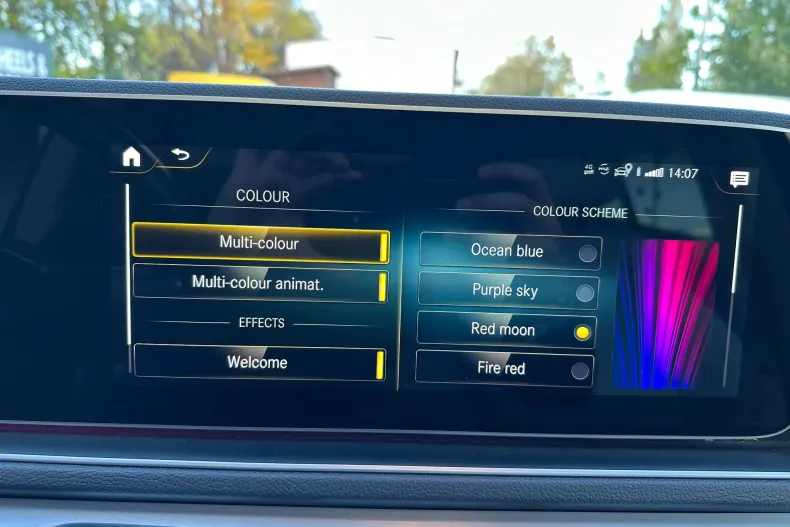 4G
14:07
COLOUR
Multi-colour
Multi-colour animat.
EFFECTS
Welcome
COLOUR SCHEME
Ocean blue
Purple sky
Red moon
Fire red